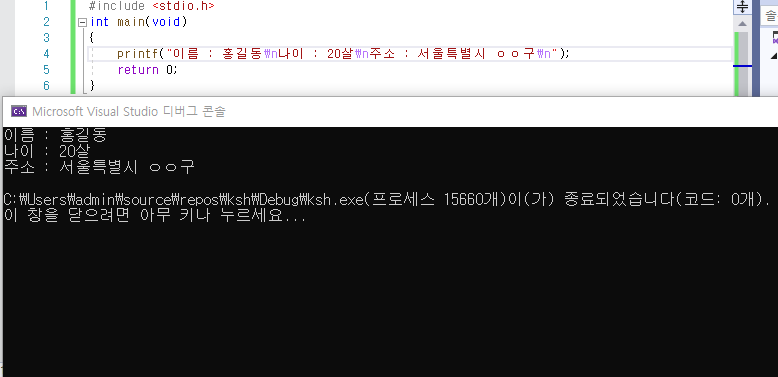 1 #include <stdio.h>
2 int main(void)
3 {
4 printf("이름 : 홍길동₩n나이 : 20살₩n주소 : 서울특별시 ㅇㅇ구₩n");
5 return 0;
6 }
솔
Microsoft Visual Studio 디버그 콘솔
이름 : 홍길동
나이 : 20살
주소 : 서울특별시 ㅇㅇ구
C:₩Users₩admin₩source₩repos₩ksh₩Debug₩ksh.exe(프로세스 15660개)이(가) 종료되었습니다(코드: 0개).
이 창을 닫으려면 아무 키나 누르세요...